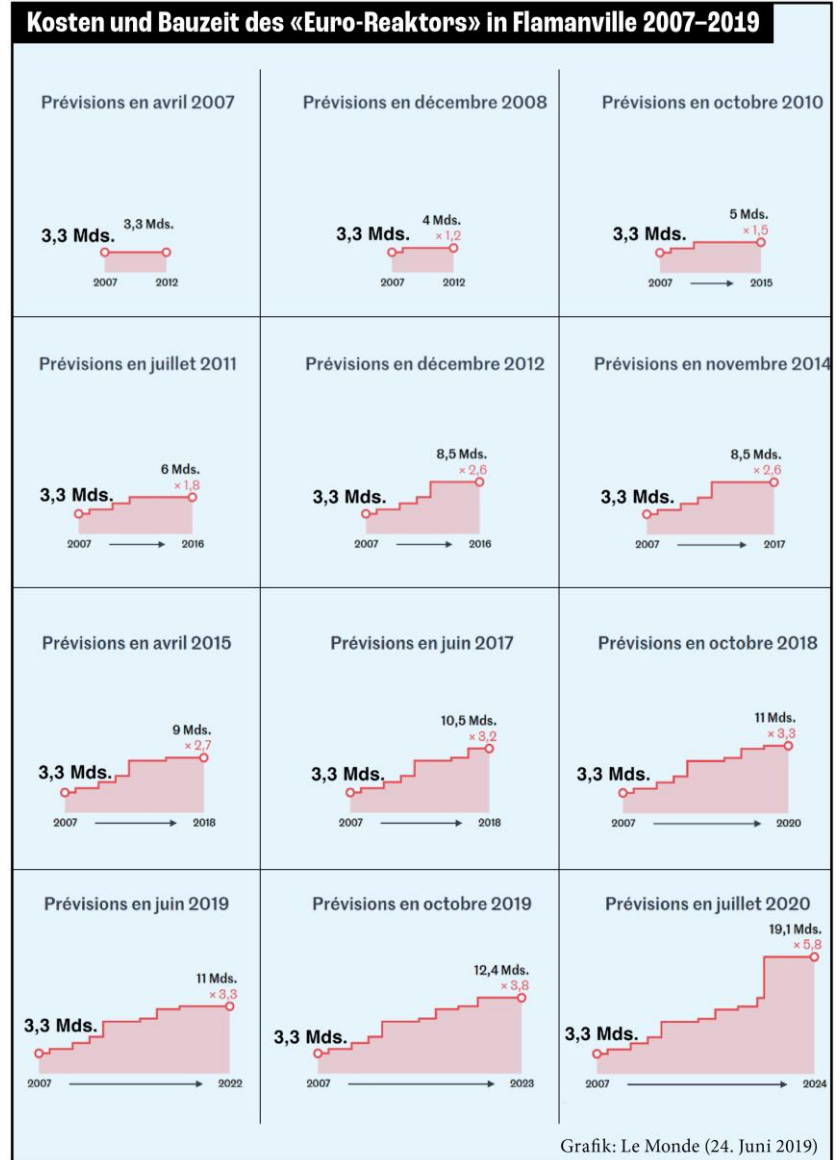 Kosten und Bauzeit des «Euro-Reaktors» in Flamanville 2007–2019
Prévisions en avril 2007
3,3 Mds.
3,3 Mds.
2007
2012
Prévisions en décembre 2008
4 Mds.
× 1,2
3,3 Mds.
2007
2012
Prévisions en octobre 2010
5 Mds.
× 1,5
3,3 Mds.
2007
2015
Prévisions en juillet 2011
6 Mds.
× 1,8
3,3 Mds.
2007
2016
Prévisions en décembre 2012
8,5 Mds.
× 2,6
3,3 Mds.
2007
2016
Prévisions en novembre 2014
8,5 Mds.
× 2,6
3,3 Mds.
2007
2017
Prévisions en avril 2015
9 Mds.
× 2,7
3,3 Mds.
2007
2018
Prévisions en juin 2017
10,5 Mds.
× 3,2
3,3 Mds.
2007
2018
Prévisions en octobre 2018
11 Mds.
× 3,3
3,3 Mds.
2007
2020
Prévisions en juin 2019
11 Mds.
× 3,3
3,3 Mds.
2007
2022
Prévisions en octobre 2019
12,4 Mds.
× 3,8
3,3 Mds.
2007
2023
Prévisions en juillet 2020
19,1 Mds.
× 5,8
3,3 Mds.
2007
2024
Grafik: Le Monde (24. Juni 2019)